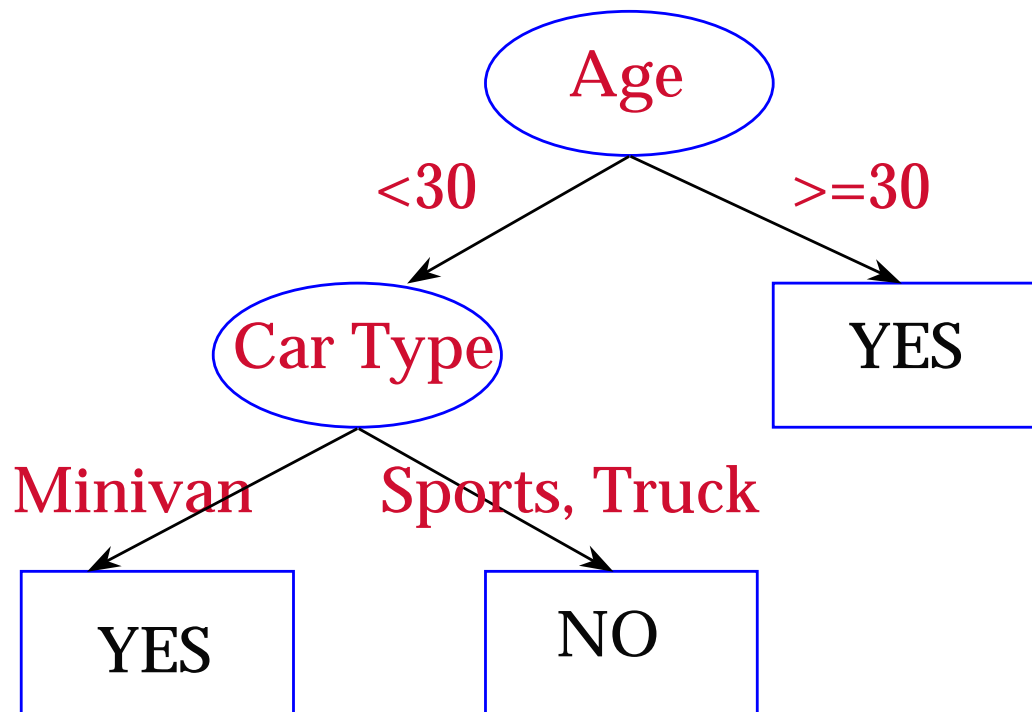 Age
<30
>=30
Car Type
YES
Minivan
Sports, Truck
YES
NO